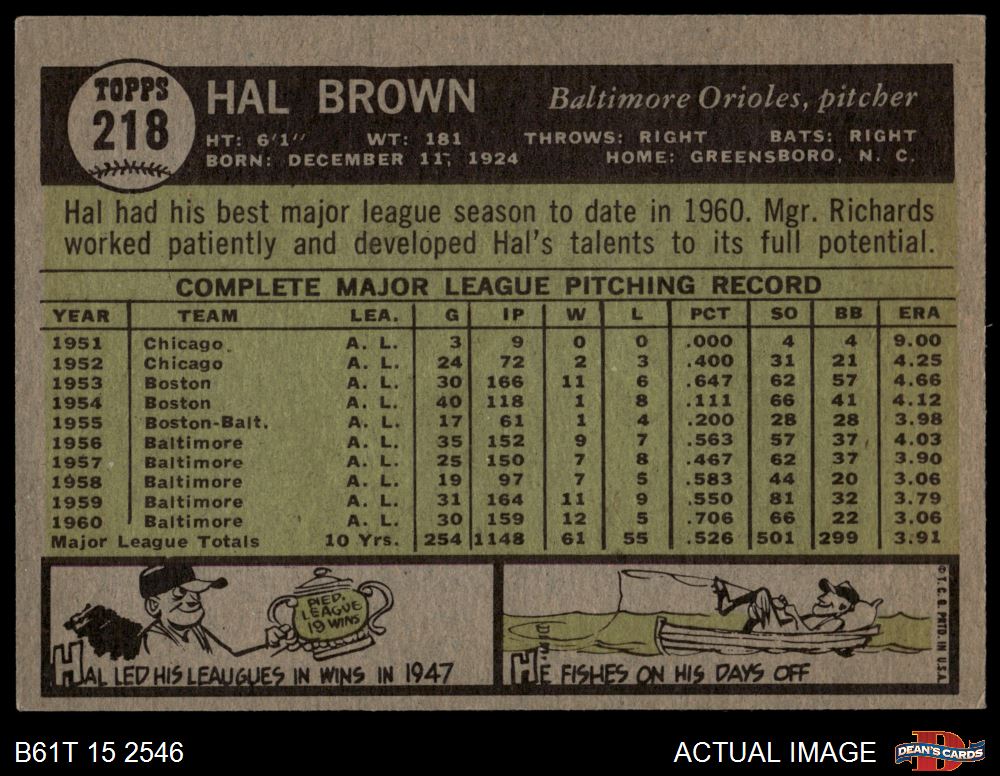 TOPPS
218
HAL BROWN
Baltimore Orioles, pitcher
HT: 6'1" WT: 181 THROWS: RIGHT BATS: RIGHT
BORN: DECEMBER 11, 1924 HOME: GREENSBORO, N. C.
Hal had his best major league season to date in 1960. Mgr. Richards
worked patiently and developed Hal's talents to its full potential.
COMPLETE MAJOR LEAGUE PITCHING RECORD
YEAR TEAM LEA. G IP W L PCT SO BB ERA
1951 Chicago A. L. 3 9 0 0 .000 4 4 9.00
1952 Chicago A. L. 24 72 2 3 .400 31 21 4.25
1953 Boston A. L. 30 166 11 6 .647 62 57 4.66
1954 Boston A. L. 40 118 1 8 .111 66 41 4.12
1955 Boston-Balt. A. L. 17 61 1 4 .200 28 28 3.98
1956 Baltimore A. L. 35 152 9 7 .563 57 37 4.03
1957 Baltimore A. L. 25 150 7 8 .467 62 37 3.90
1958 Baltimore A. L. 19 97 7 5 .583 44 20 3.06
1959 Baltimore A. L. 31 164 11 9 .550 81 32 3.79
1960 Baltimore A. L. 30 159 12 5 .706 66 22 3.06
Major League Totals 10 Yrs. 254 1148 61 55 .526 501 299 3.91
PIED.
LEAGUE
19 WINS
HAL LED HIS LEAUGUES IN WINS IN 1947
HE FISHES ON HIS DAYS OFF
© T. C. G. PRTD. IN U.S.A.
B61T 15 2546
ACTUAL IMAGE
DEAN'S CARDS